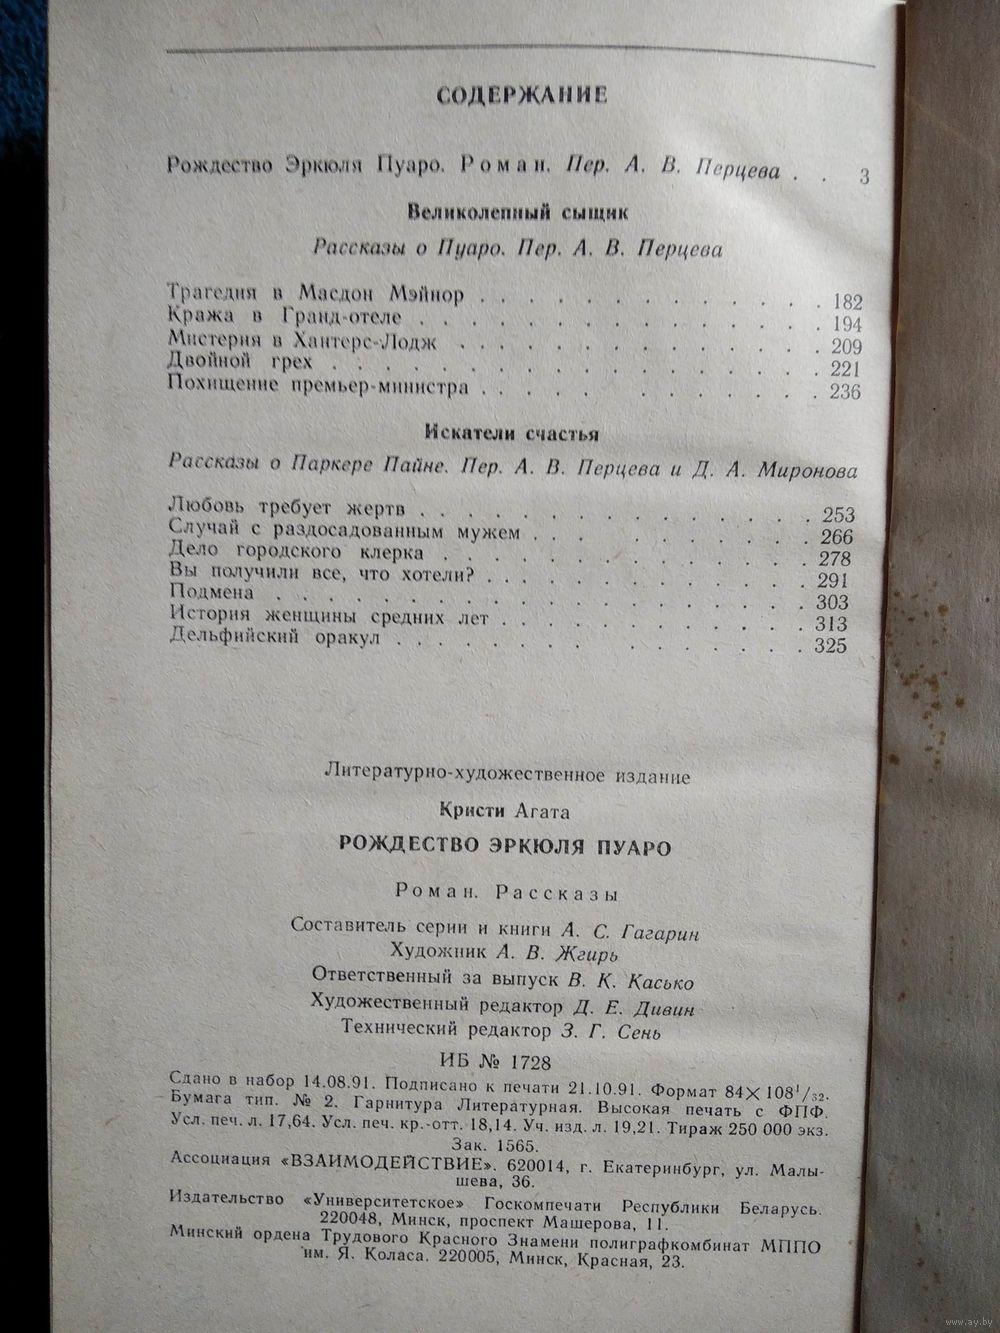 СОДЕРЖАНИЕ
Рождество Эркюля Пуаро. Роман. Пер. А. В. Перцева . . 3
Великолепный сыщик
Рассказы о Пуаро. Пер. А. В. Перцева
Трагедия в Масдон Мэйнор . . . . . . . . . . . . . . 182
Кража в Гранд-отеле . . . . . . . . . . . . . . . . . 194
Мистерия в Хантерс-Лодж . . . . . . . . . . . . . . . 209
Двойной грех . . . . . . . . . . . . . . . . . . . . 221
Похищение премьер-министра . . . . . . . . . . . . . 236
Искатели счастья
Рассказы о Паркере Пайне. Пер. А. В. Перцева и Д. А. Миронова
Любовь требует жертв . . . . . . . . . . . . . . . . 253
Случай с раздосадованным мужем . . . . . . . . . . . 266
Дело городского клерка . . . . . . . . . . . . . . . 278
Вы получили все, что хотели? . . . . . . . . . . . . 291
Подмена . . . . . . . . . . . . . . . . . . . . . . 303
История женщины средних лет . . . . . . . . . . . . 313
Дельфийский оракул . . . . . . . . . . . . . . . . . 325
Литературно-художественное издание
Кристи Агата
РОЖДЕСТВО ЭРКЮЛЯ ПУАРО
Роман. Рассказы
Составитель серии и книги А. С. Гагарин
Художник А. В. Жгирь
Ответственный за выпуск В. К. Касько
Художественный редактор Д. Е. Дивин
Технический редактор З. Г. Сень
ИБ № 1728
Сдано в набор 14.08.91. Подписано к печати 21.10.91. Формат 84×108¹/₃₂.
Бумага тип. № 2. Гарнитура Литературная. Высокая печать с ФПФ.
Усл. печ. л. 17,64. Усл. печ. кр.-отт. 18,14. Уч. изд. л. 19,21. Тираж 250 000 экз.
Зак. 1565.
Ассоциация «ВЗАИМОДЕЙСТВИЕ». 620014, г. Екатеринбург, ул. Малы-
шева, 36.
Издательство «Университетское» Госкомпечати Республики Беларусь.
220048, Минск, проспект Машерова, 11.
Минский ордена Трудового Красного Знамени полиграфкомбинат МППО
им. Я. Коласа. 220005, Минск, Красная, 23.
www.ay.by